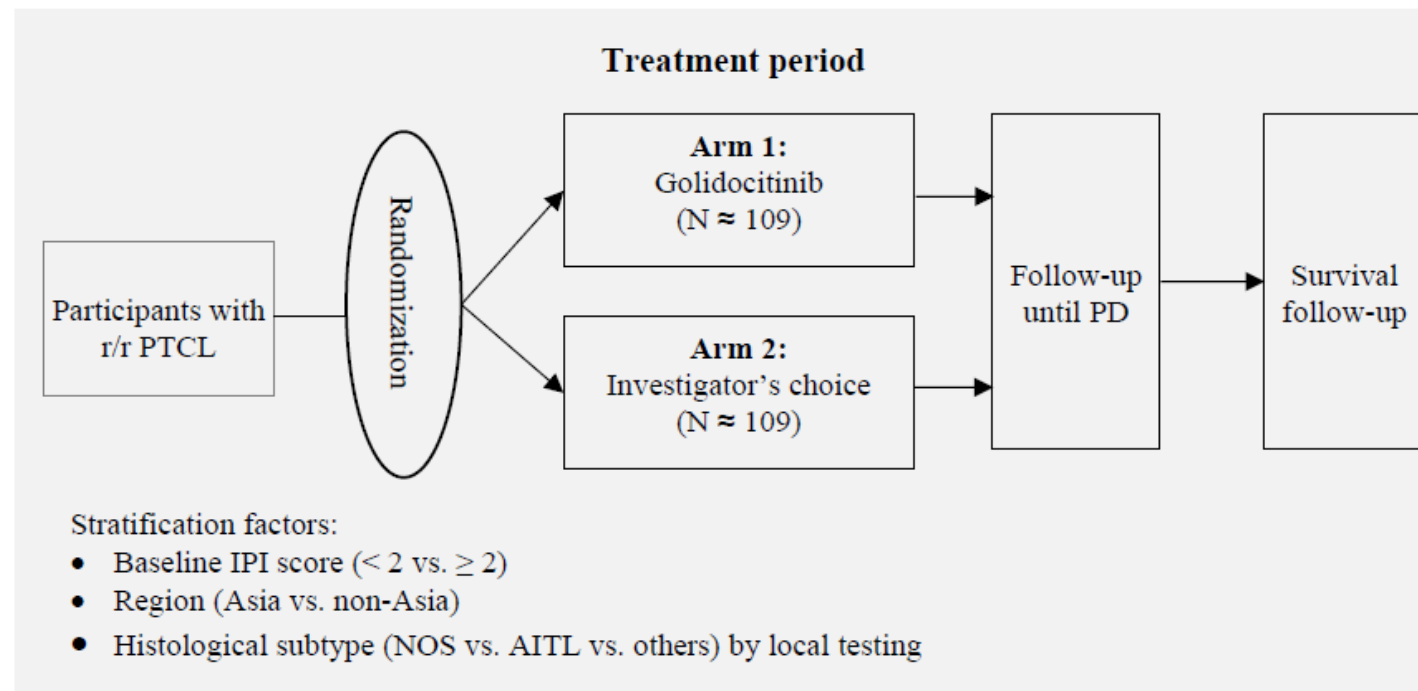 Treatment period
Randomization
Participants with
r/r PTCL
Arm 1:
Golidocitinib
(N ≈ 109)
Arm 2:
Investigator's choice
(N ≈ 109)
Follow-up
until PD
Survival
follow-up
Stratification factors:
• Baseline IPI score (< 2 vs. ≥ 2)
• Region (Asia vs. non-Asia)
• Histological subtype (NOS vs. AITL vs. others) by local testing